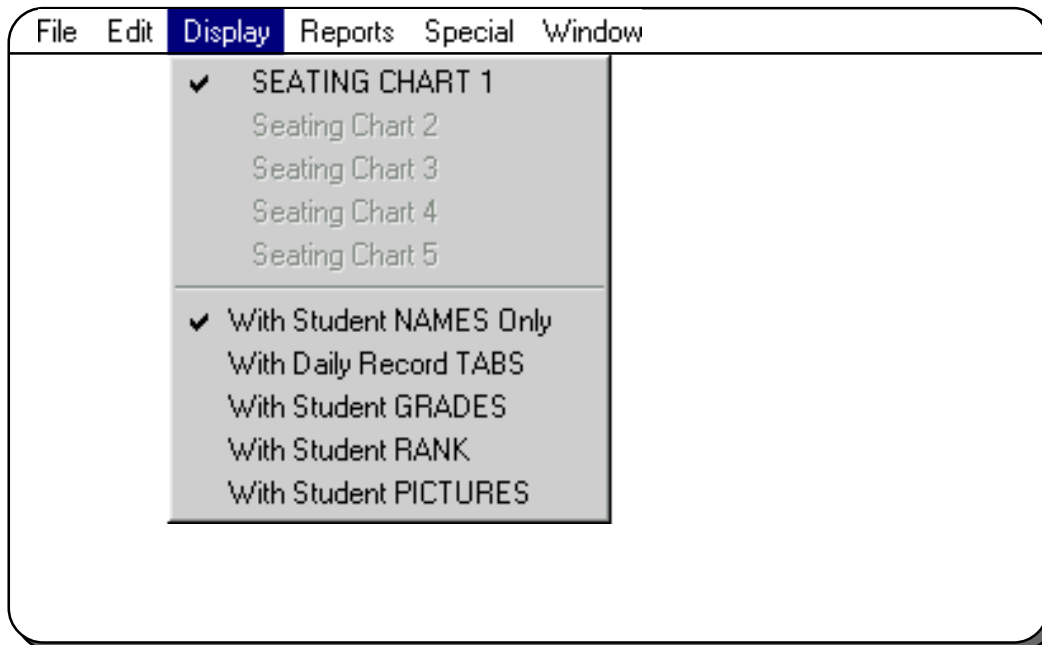 File Edit Display Reports Special Window
SEATING CHART 1
Seating Chart 2
Seating Chart 3
Seating Chart 4
Seating Chart 5
With Student NAMES Only
With Daily Record TABS
With Student GRADES
With Student RANK
With Student PICTURES